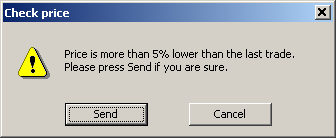 Check price
Price is more than 5% lower than the last trade.
Please press Send if you are sure.
Send
Cancel